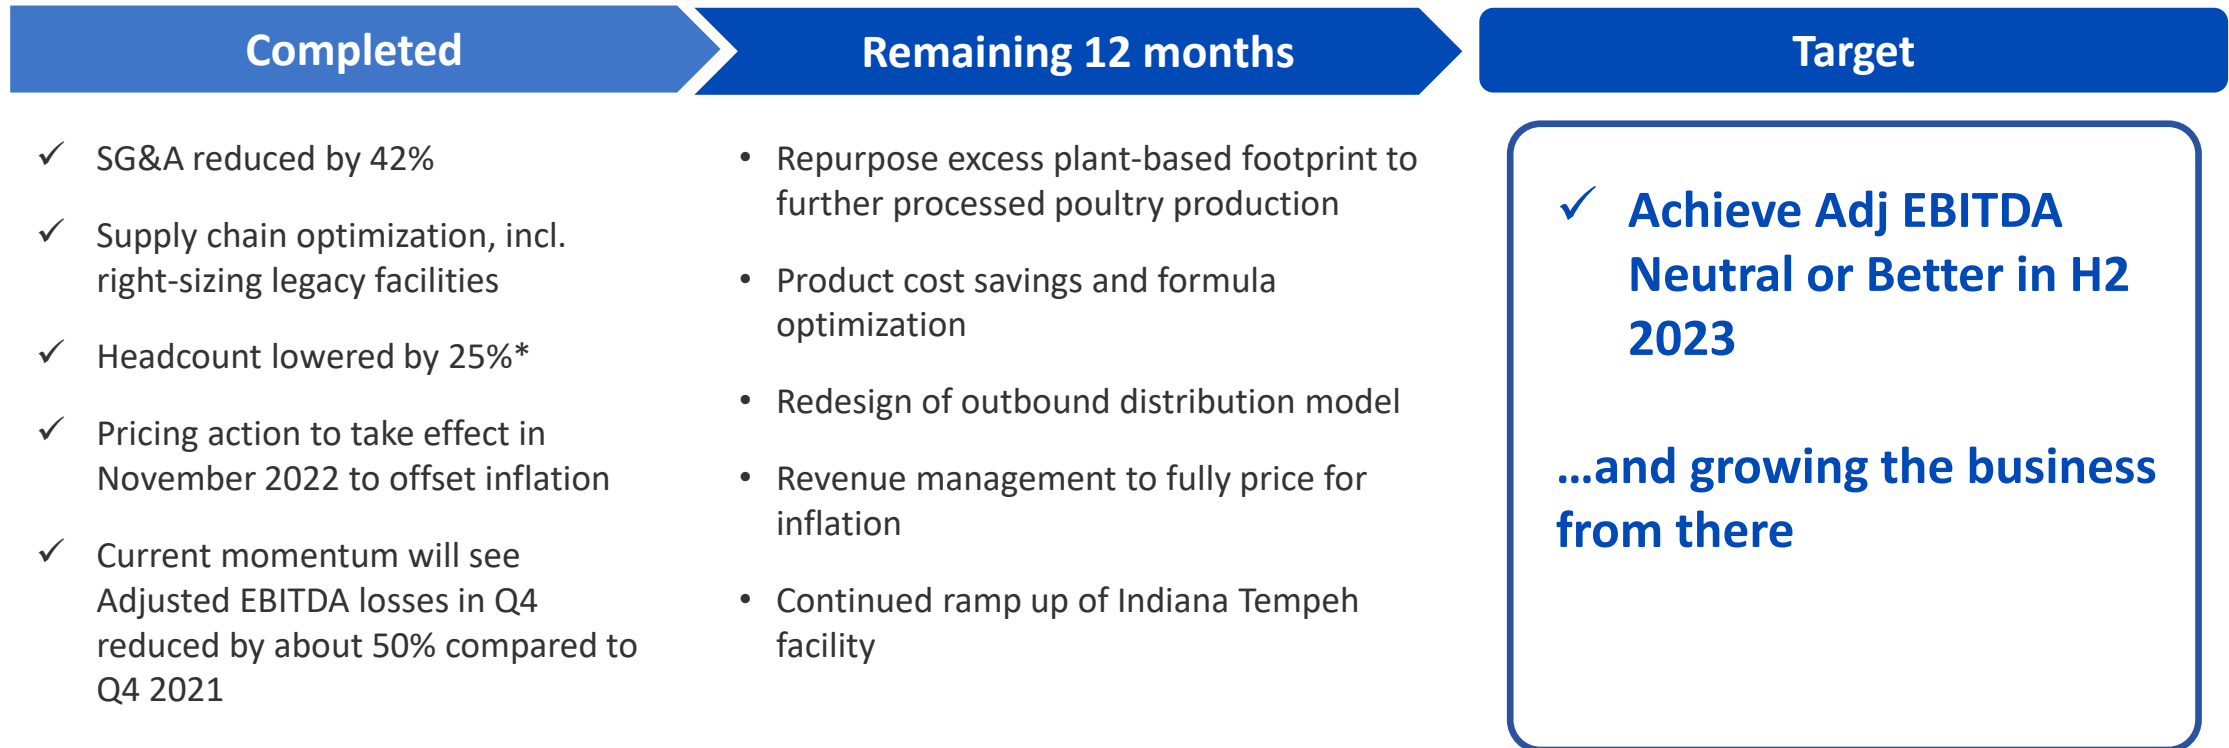 Completed
Remaining 12 months
Target
✓ SG&A reduced by 42%
✓ Supply chain optimization, incl.
right-sizing legacy facilities
✓ Headcount lowered by 25%*
✓ Pricing action to take effect in
November 2022 to offset inflation
✓ Current momentum will see
Adjusted EBITDA losses in Q4
reduced by about 50% compared to
Q4 2021
• Repurpose excess plant-based footprint to
further processed poultry production
• Product cost savings and formula
optimization
• Redesign of outbound distribution model
• Revenue management to fully price for
inflation
• Continued ramp up of Indiana Tempeh
facility
✓ Achieve Adj EBITDA
Neutral or Better in H2
2023
...and growing the business
from there